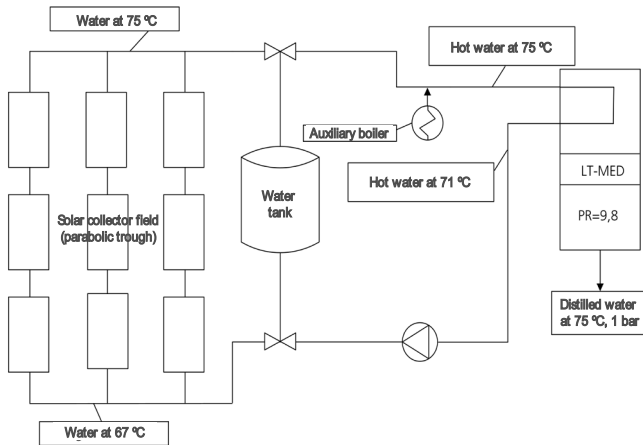 Water at 75 ºC
Hot water at 75 ºC
Auxiliary boiler
Hot water at 71 ºC
LT-MED
Water
tank
PR=9,8
Solar collector field
(parabolic trough)
Distilled water
at 75 ºC, 1 bar
Water at 67 ºC